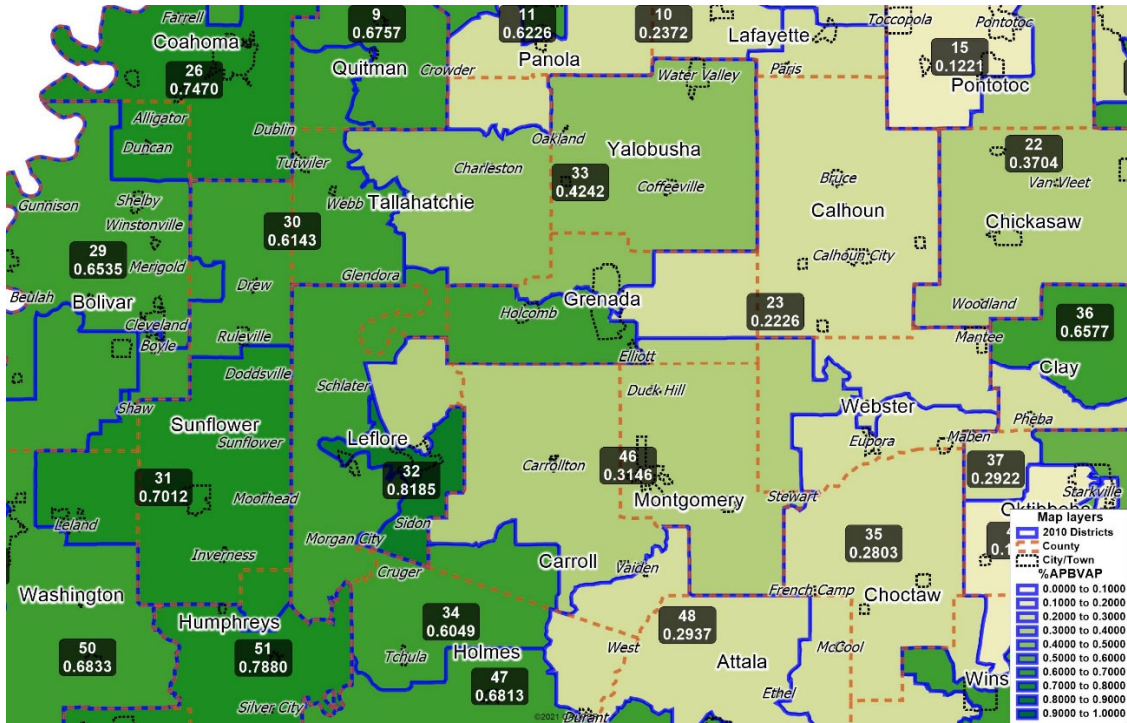 Farrell
Coahoma
26
0.7470
9
0.6757
Quitman
Crowder
11
0.6226
Panola
10
0.2372
Lafayette
Toccopola
Pontotoc
15
0.1221
Pontotoc
Water Valley
Paris
Alligator
Duncan
Dublin
Tutwiler
Oakland
Yalobusha
22
0.3704
Van Vleet
Charleston
33
0.4242
Coffeeville
Bruce
Calhoun
Chickasaw
Gunnison
Shelby
Winstonville
30
0.6143
Webb
Tallahatchie
29
0.6535
Merigold
Calhoun City
Beulah
Bolivar
Drew
Glendora
Holcomb
Grenada
23
0.2226
Woodland
36
0.6577
Cleveland
Boyle
Ruleville
Elliott
Mantee
Clay
Doddsville
Schlater
Duck Hill
Shaw
Sunflower
Sunflower
Leflore
Webster
Eupora
Maben
Pheba
31
0.7012
32
0.8185
Carrollton
46
0.3146
Montgomery
Stewart
37
0.2922
Starkville
Leland
Moorhead
Sidon
Morgan City
Inverness
35
0.2803
Choctaw
Washington
Cruger
Carroll
Vaiden
French Camp
Humphreys
34
0.6049
Holmes
48
0.2937
Attala
50
0.6833
51
0.7880
Tchula
47
0.6813
West
McCool
Ethel
Silver City
Durant
©2021
Map layers
2010 Districts
County
City/Town
%APBVAP
0.0000 to 0.1000
0.1000 to 0.2000
0.2000 to 0.3000
0.3000 to 0.4000
0.4000 to 0.5000
0.5000 to 0.6000
0.6000 to 0.7000
0.7000 to 0.8000
0.8000 to 0.9000
0.9000 to 1.0000